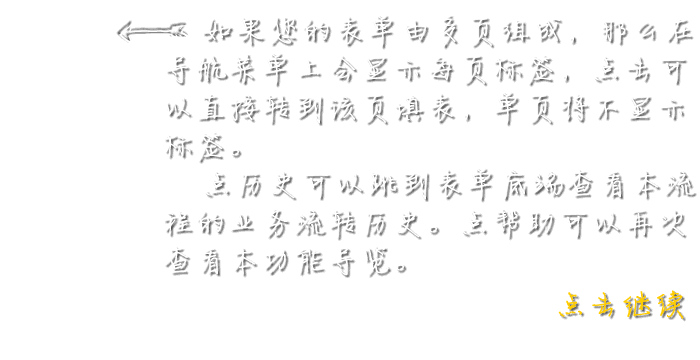 如果您的表单由多页组成，那么在
导航菜单上会显示每页标签，点击可
以直接转到该页填表，单页将不显示
标签。
点历史可以跳到表单底端查看本流
程的业务流转历史。点帮助可以再次
查看本功能导览。
点击继续